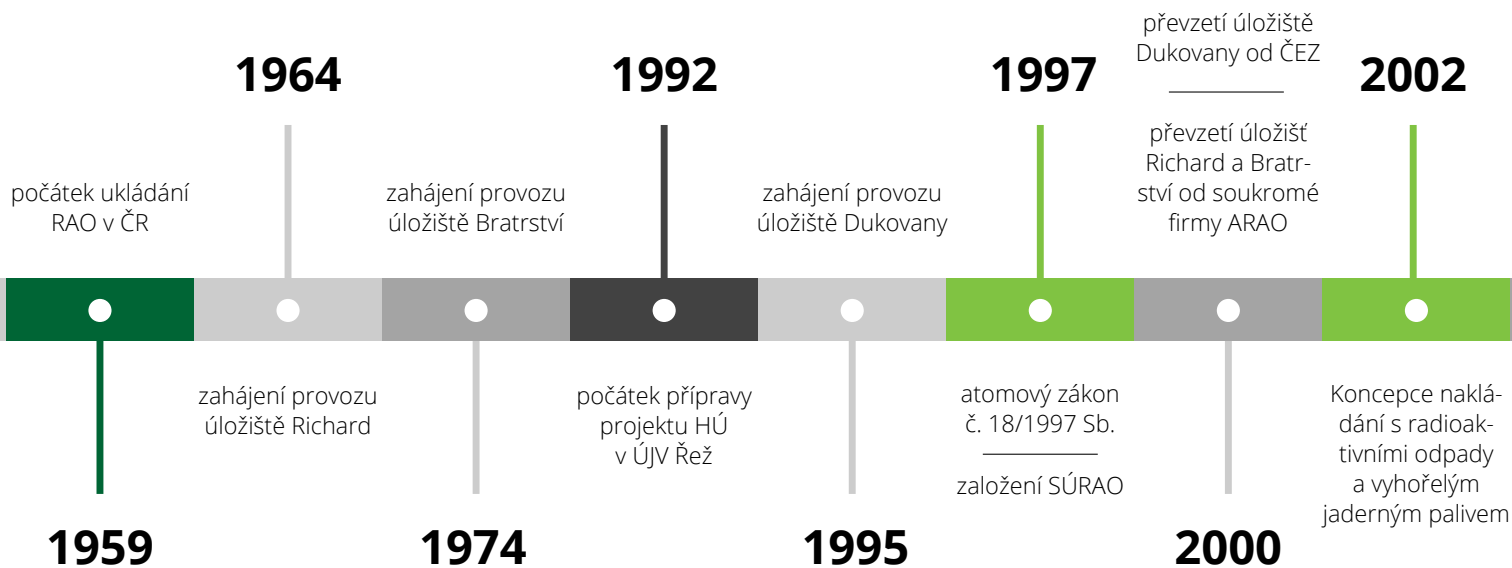 počátek ukládání
RAO v ČR
1959
1964
zahájení provozu
úložiště Richard
zahájení provozu
úložiště Bratrství
1974
1992
počátek přípravy
projektu HÚ
v ÚJV Řež
zahájení provozu
úložiště Dukovany
1995
1997
atomový zákon
č. 18/1997 Sb.
založení SÚRAO
převzetí úložiště
Dukovany od ČEZ
převzetí úložišť
Richard a Bratr-
ství od soukromé
firmy ARAO
2000
2002
Koncepce naklá-
dání s radioak-
tivními odpady
a vyhořelým
jaderným palivem